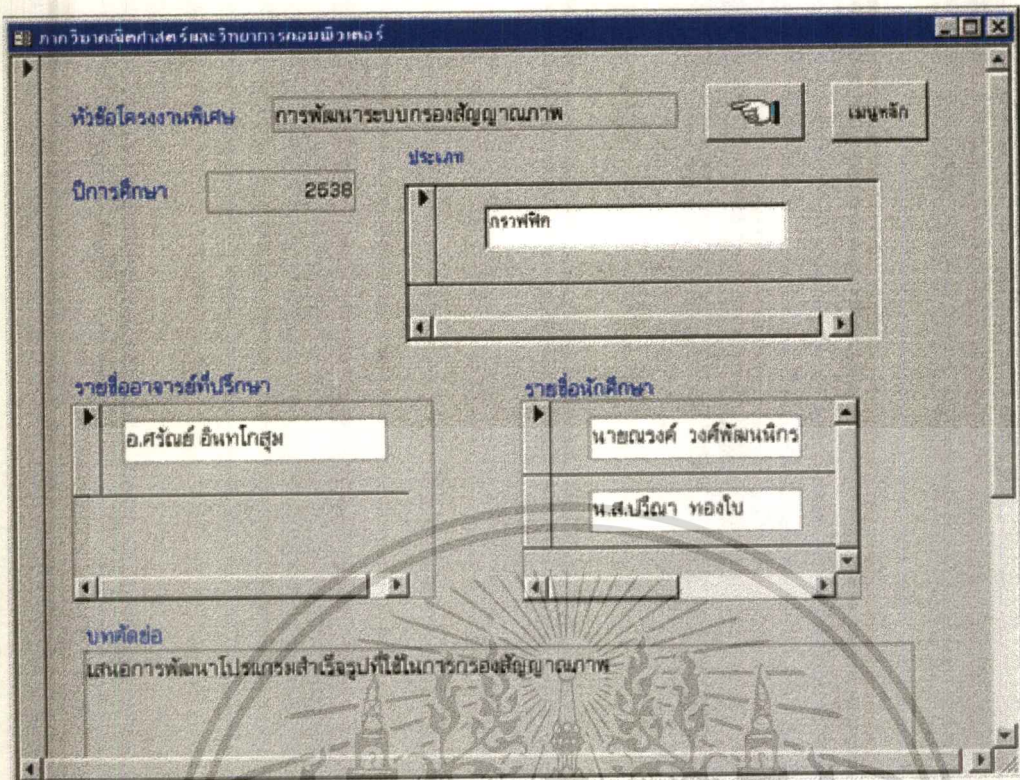 ภาควิชาคณิตศาสตร์และวิทยาการคอมพิวเตอร์
หัวข้อโครงงานพิเศษ การพัฒนาระบบกรองสัญญาณภาพ เมนูหลัก
ประเภท
ปีการศึกษา 2538
กราฟฟิค
รายชื่ออาจารย์ที่ปรึกษา รายชื่อนักศึกษา
อ.ศรัณย์ อินทโกสุม นายณรงค์ วงศ์พัฒนนิกร
น.ส.ปวีณา ทองใบ
บทคัดย่อ
เสนอการพัฒนาโปรแกรมสำเร็จรูปที่ใช้ในการกรองสัญญาณภาพ